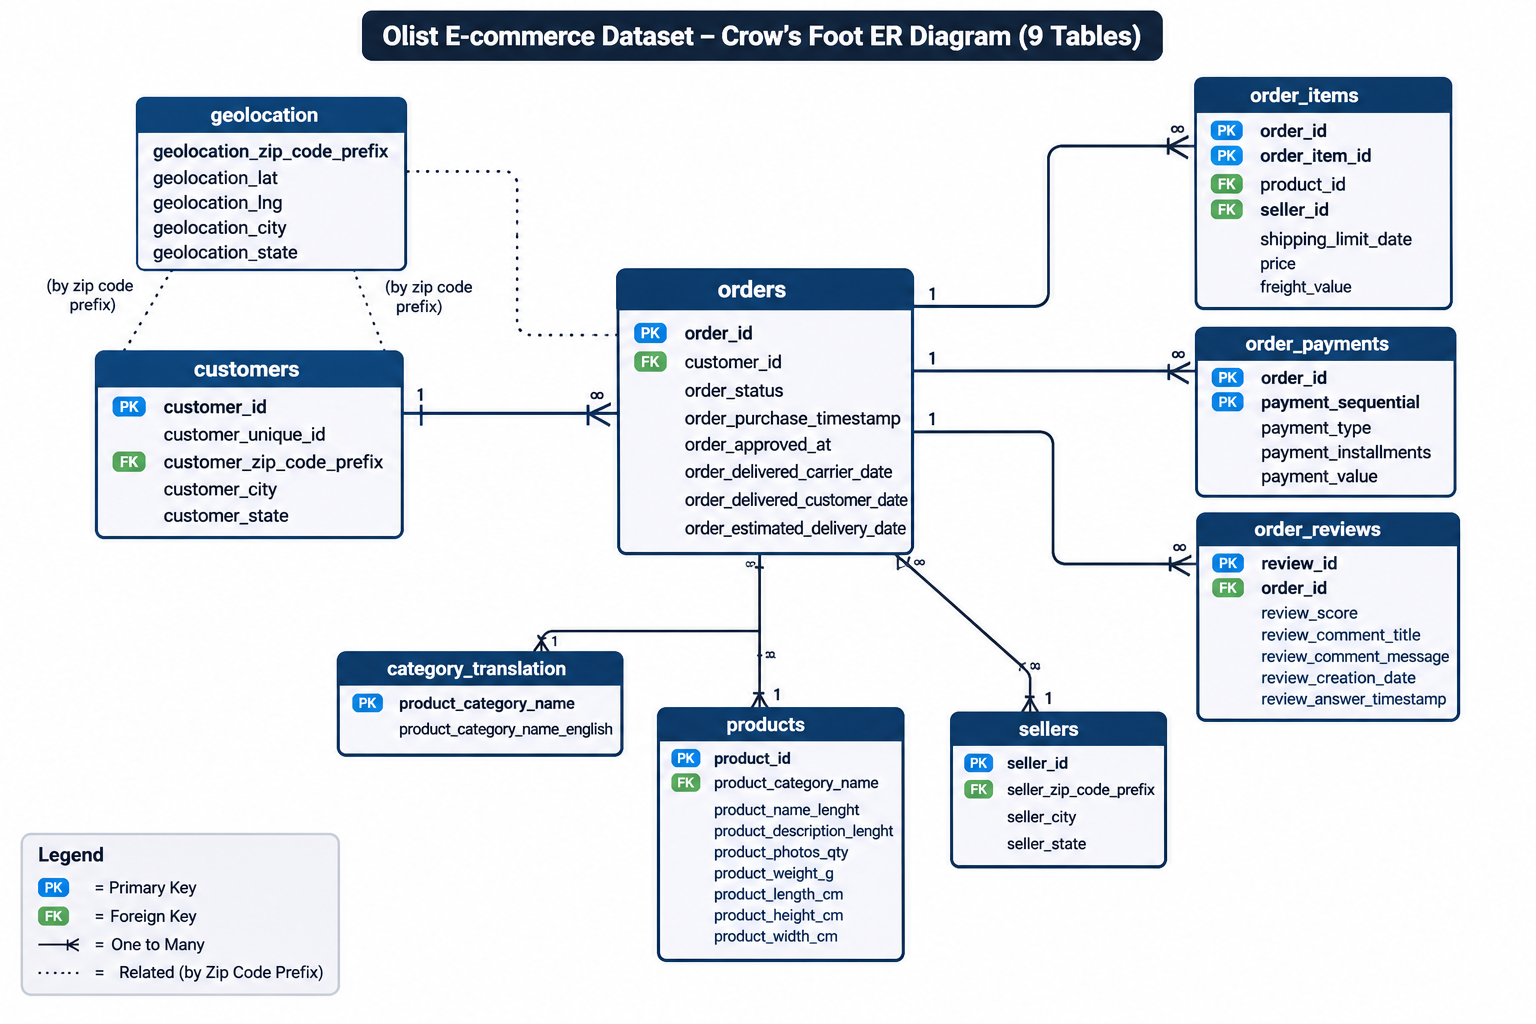 Olist E-commerce Dataset – Crow's Foot ER Diagram (9 Tables)
geolocation
geolocation_zip_code_prefix
geolocation_lat
geolocation_lng
geolocation_city
geolocation_state
(by zip code
prefix)
(by zip code
prefix)
customers
PK customer_id
customer_unique_id
FK customer_zip_code_prefix
customer_city
customer_state
1
∞
orders
PK order_id
FK customer_id
order_status
order_purchase_timestamp
order_approved_at
order_delivered_carrier_date
order_delivered_customer_date
order_estimated_delivery_date
1
∞
1
∞
1
∞
order_items
PK order_id
PK order_item_id
FK product_id
FK seller_id
shipping_limit_date
price
freight_value
order_payments
PK order_id
PK payment_sequential
payment_type
payment_installments
payment_value
order_reviews
PK review_id
FK order_id
review_score
review_comment_title
review_comment_message
review_creation_date
review_answer_timestamp
∞
1
1
∞
1
category_translation
PK product_category_name
product_category_name_english
products
PK product_id
FK product_category_name
product_name_lenght
product_description_lenght
product_photos_qty
product_weight_g
product_length_cm
product_height_cm
product_width_cm
sellers
PK seller_id
FK seller_zip_code_prefix
seller_city
seller_state
Legend
PK = Primary Key
FK = Foreign Key
= One to Many
= Related (by Zip Code Prefix)